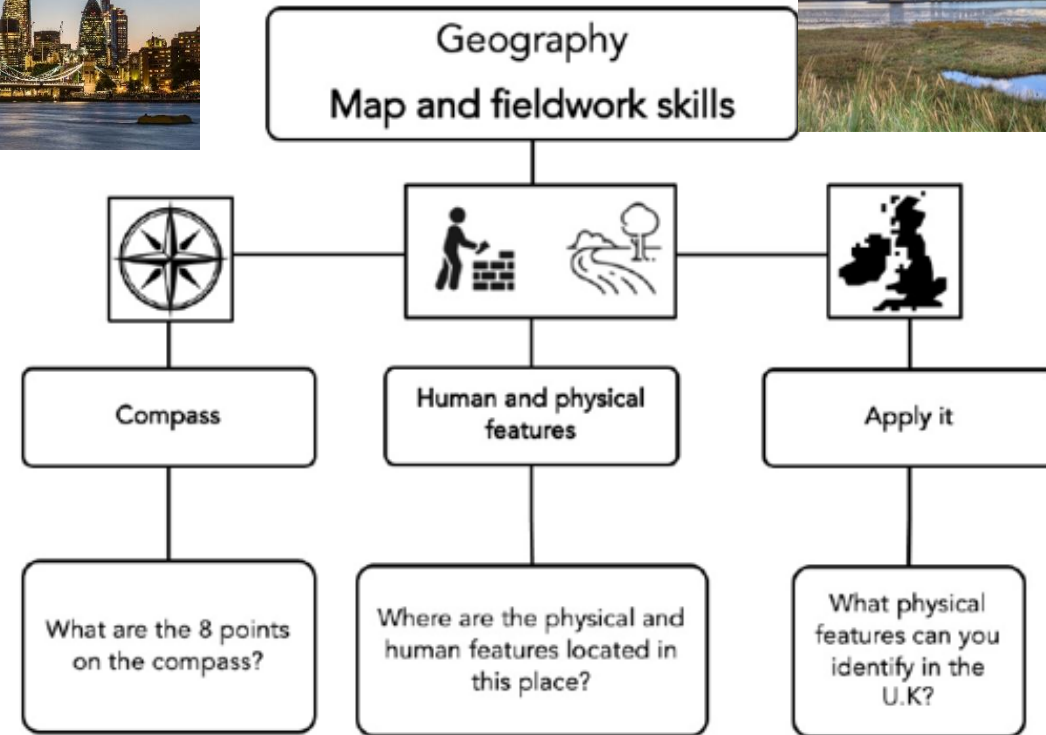 Geography
Map and fieldwork skills
Compass
Human and physical
features
Apply it
What are the 8 points
on the compass?
Where are the physical and
human features located in
this place?
What physical
features can you
identify in the
U.K?